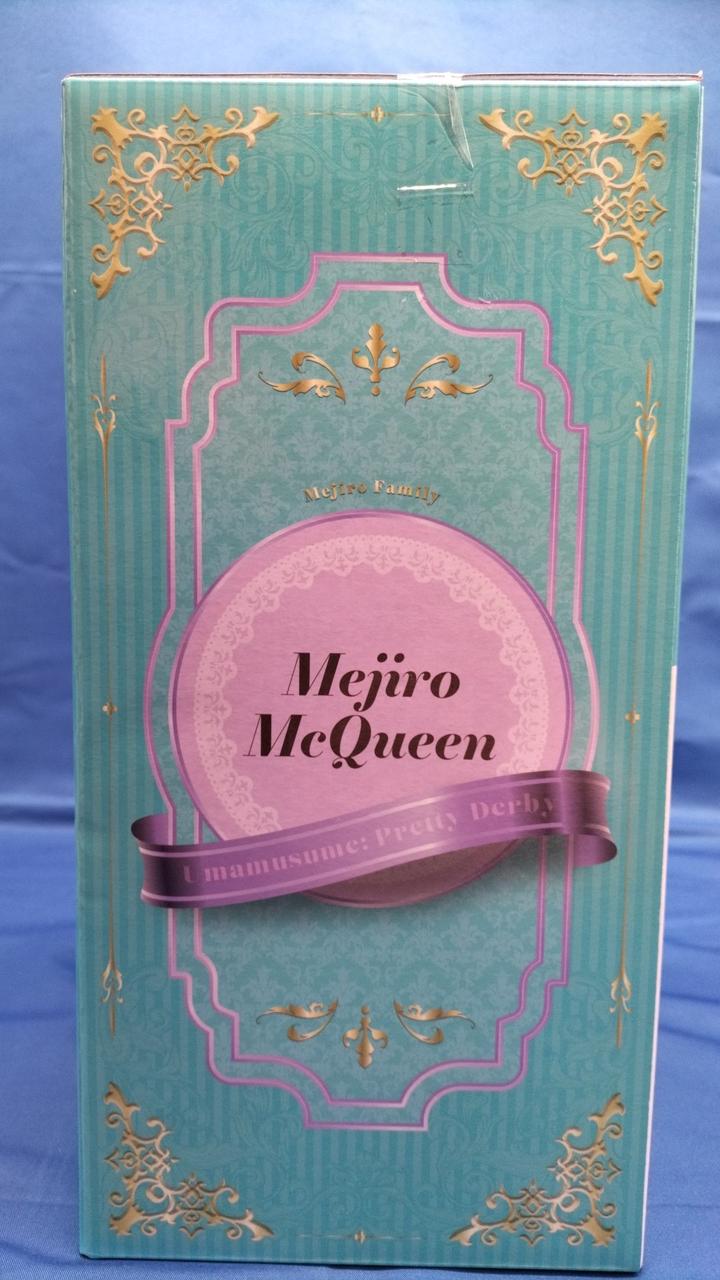 Mejiro Family
Mejiro
McQueen
Umamusume: Pretty Derby